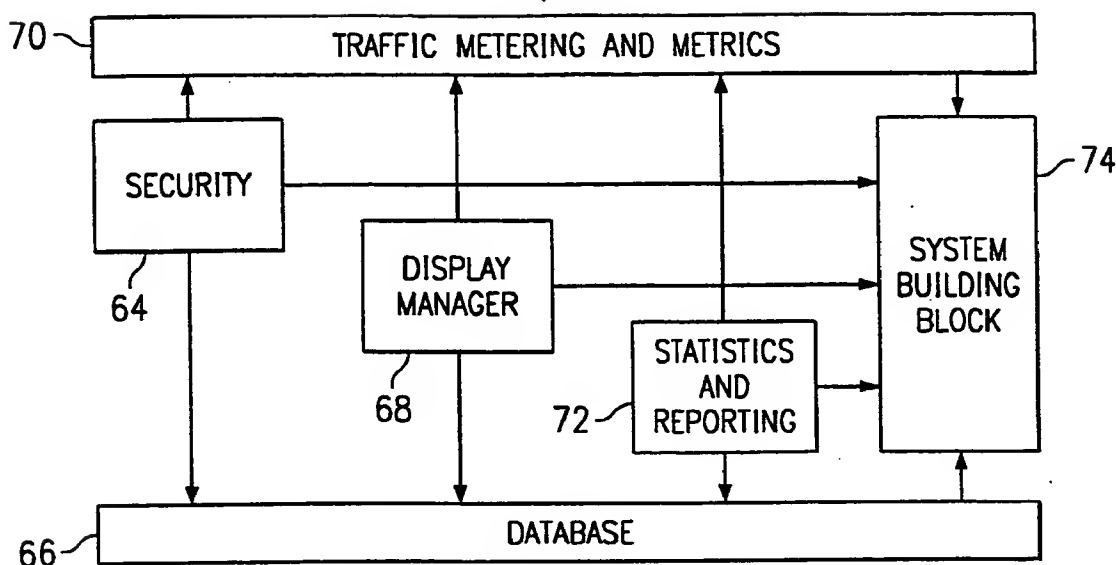 70
TRAFFIC METERING AND METRICS
SECURITY
64
DISPLAY
MANAGER
68
STATISTICS
AND
REPORTING
72
SYSTEM
BUILDING
BLOCK
74
DATABASE
66